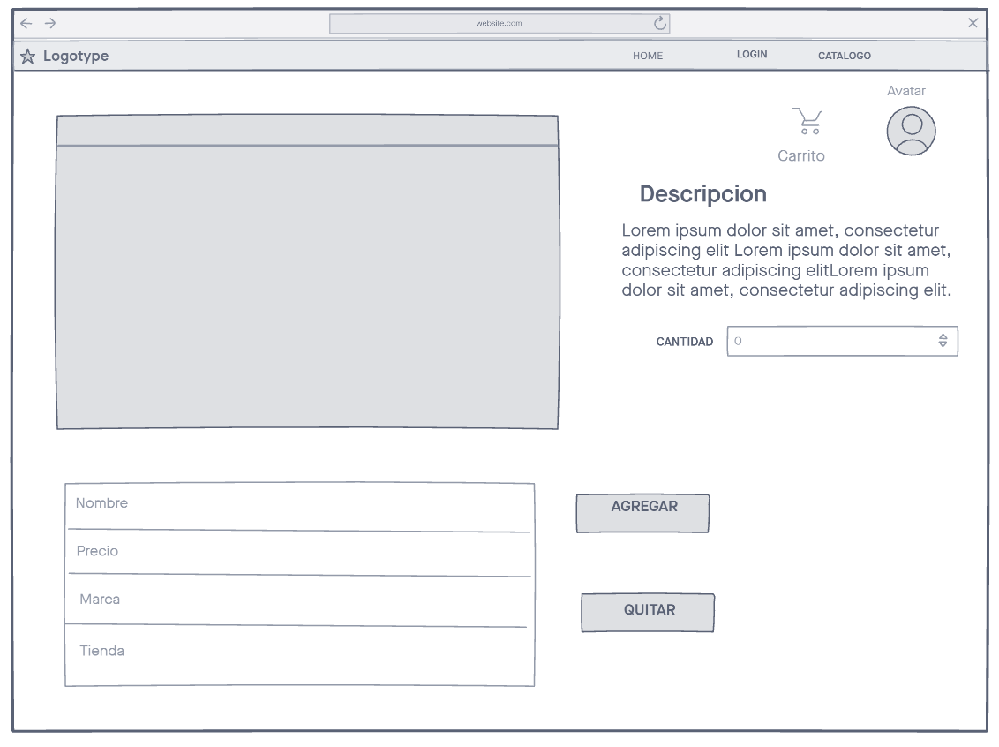 website.com
Logotype
HOME
LOGIN
CATALOGO
Avatar
Carrito
Descripcion
Lorem ipsum dolor sit amet, consectetur
adipiscing elit Lorem ipsum dolor sit amet,
consectetur adipiscing elitLorem ipsum
dolor sit amet, consectetur adipiscing elit.
CANTIDAD
0
Nombre
Precio
Marca
Tienda
AGREGAR
QUITAR